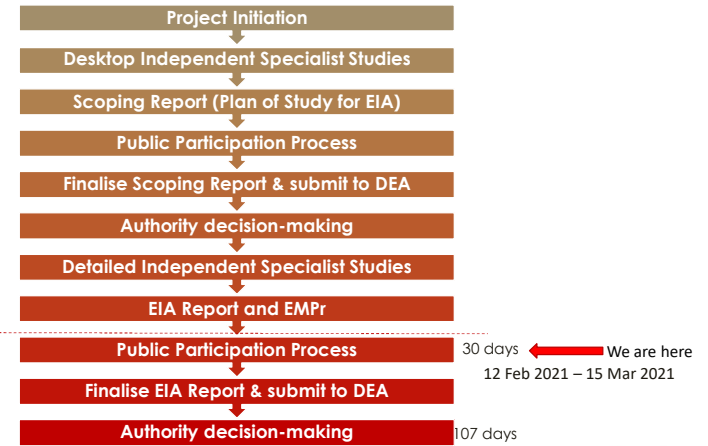 Project Initiation
Desktop Independent Specialist Studies
Scoping Report (Plan of Study for EIA)
Public Participation Process
Finalise Scoping Report & submit to DEA
Authority decision-making
Detailed Independent Specialist Studies
EIA Report and EMPr
Public Participation Process
30 days
We are here
12 Feb 2021 – 15 Mar 2021
Finalise EIA Report & submit to DEA
Authority decision-making
107 days